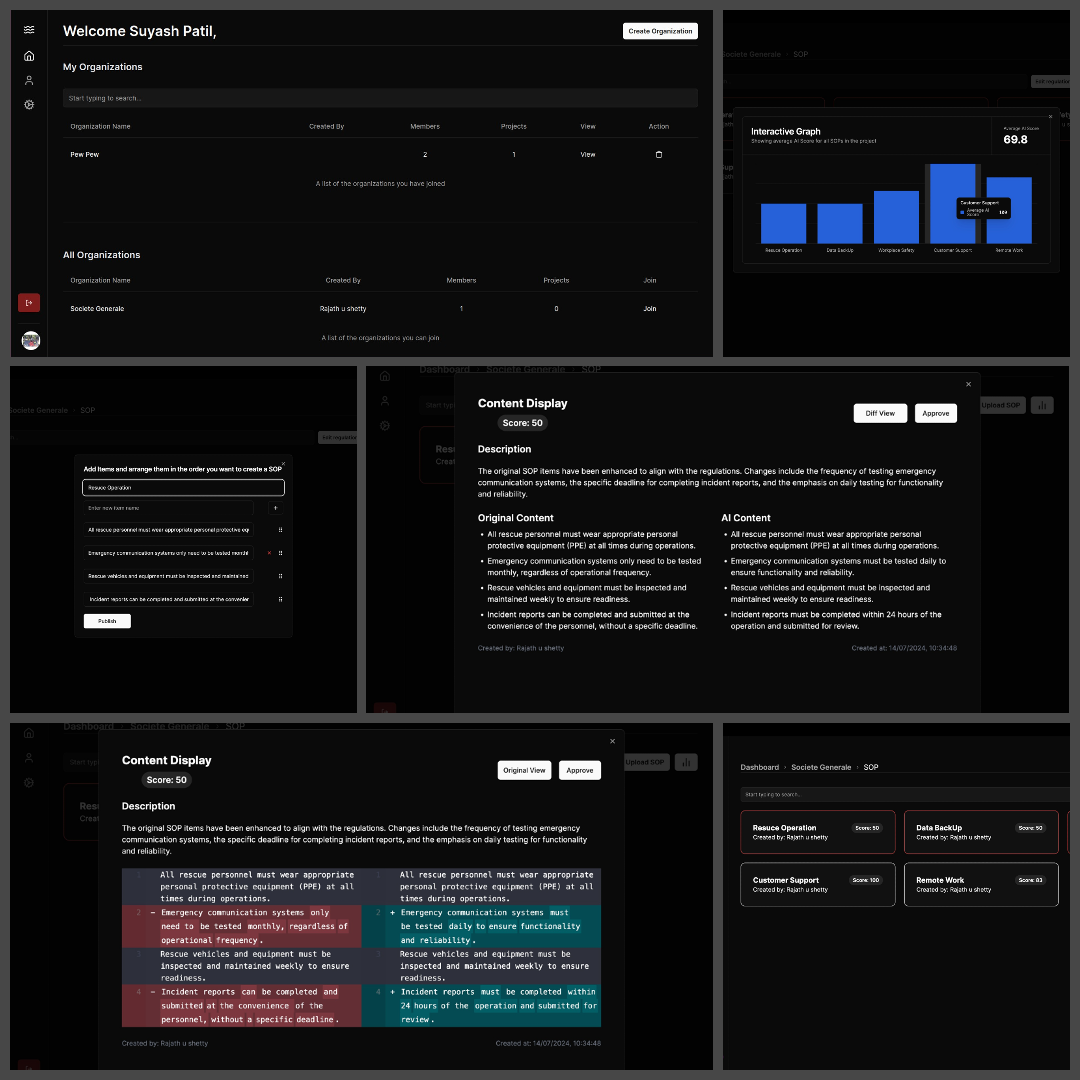 Welcome Suyash Patil,
Create Organization
My Organizations
Start typing to search...
Organization Name Created By Members Projects View Action
Pew Pew 2 1 View
A list of the organizations you have joined
All Organizations
Organization Name Created By Members Projects Join
Societe Generale Rajath u shetty 1 0 Join
A list of the organizations you can join
Societe Generale › SOP
Edit regulation
Interactive Graph
Showing average AI Score for all SOPs in the project
Average AI Score
69.8
Customer Support
Average AI Score 100
Resuce Operation Data BackUp Workplace Safety Customer Support Remote Work
Societe Generale › SOP
Edit regulation
Add Items and arrange them in the order you want to create a SOP
Resuce Operation
Enter new item name
All rescue personnel must wear appropriate personal protective eq
Emergency communication systems only need to be tested monthl
Rescue vehicles and equipment must be inspected and maintained
Incident reports can be completed and submitted at the convenier
Publish
Dashboard › Societe Generale › SOP
Start typ
Upload SOP
Resu
Creat
Content Display
Score: 50
Diff View
Approve
Description
The original SOP items have been enhanced to align with the regulations. Changes include the frequency of testing emergency
communication systems, the specific deadline for completing incident reports, and the emphasis on daily testing for functionality
and reliability.
Original Content
• All rescue personnel must wear appropriate personal
protective equipment (PPE) at all times during operations.
• Emergency communication systems only need to be tested
monthly, regardless of operational frequency.
• Rescue vehicles and equipment must be inspected and
maintained weekly to ensure readiness.
• Incident reports can be completed and submitted at the
convenience of the personnel, without a specific deadline.
AI Content
• All rescue personnel must wear appropriate personal
protective equipment (PPE) at all times during operations.
• Emergency communication systems must be tested daily to
ensure functionality and reliability.
• Rescue vehicles and equipment must be inspected and
maintained weekly to ensure readiness.
• Incident reports must be completed within 24 hours of the
operation and submitted for review.
Created by: Rajath u shetty
Created at: 14/07/2024, 10:34:48
Dashboard › Societe Generale › SOP
Start typ
Upload SOP
Resu
Creat
Content Display
Score: 50
Original View
Approve
Description
The original SOP items have been enhanced to align with the regulations. Changes include the frequency of testing emergency
communication systems, the specific deadline for completing incident reports, and the emphasis on daily testing for functionality
and reliability.
1 All rescue personnel must wear appropriate
personal protective equipment (PPE) at all
times during operations.
2 - Emergency communication systems only
need to be tested monthly, regardless of
operational frequency.
3 Rescue vehicles and equipment must be
inspected and maintained weekly to ensure
readiness.
4 - Incident reports can be completed and
submitted at the convenience of the
personnel, without a specific deadline.
1 All rescue personnel must wear appropriate
personal protective equipment (PPE) at all
times during operations.
2 + Emergency communication systems must
be tested daily to ensure functionality
and reliability.
3 Rescue vehicles and equipment must be
inspected and maintained weekly to ensure
readiness.
4 + Incident reports must be completed within
24 hours of the operation and submitted for
review.
Created by: Rajath u shetty
Created at: 14/07/2024, 10:34:48
Dashboard › Societe Generale › SOP
Start typing to search...
Resuce Operation Score: 50
Created by: Rajath u shetty
Data BackUp Score: 50
Created by: Rajath u shetty
Customer Support Score: 100
Created by: Rajath u shetty
Remote Work Score: 83
Created by: Rajath u shetty